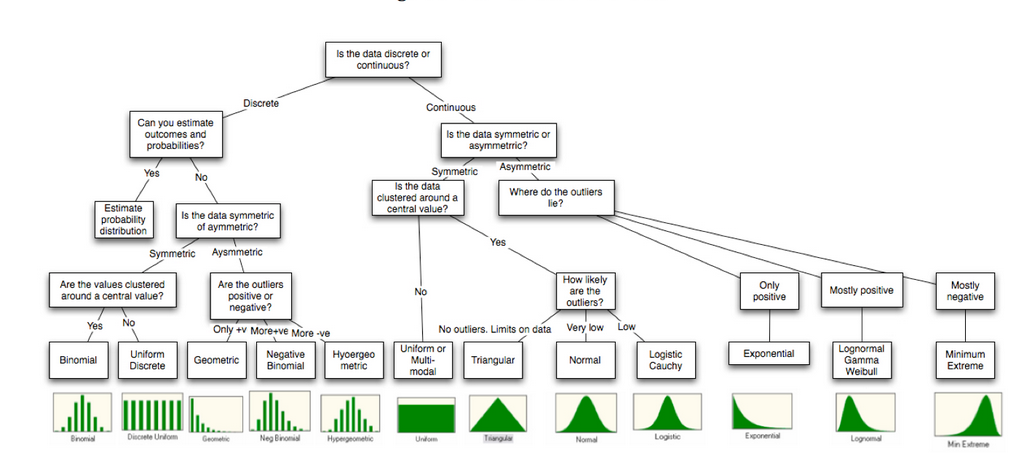 Is the data discrete or
continuous?
Discrete
Continuous
Can you estimate
outcomes and
probabilities?
Is the data symmetric or
asymmetrric?
Yes
No
Symmetric
Asymmetric
Estimate
probability
distribution
Is the data symmetric
of aymmetric?
Is the data
clustered around a
central value?
Where do the outliers
lie?
Symmetric
Aysmmetric
Yes
Are the values clustered
around a central value?
Are the outliers
positive or
negative?
No
How likely
are the
outliers?
Only
positive
Mostly positive
Mostly
negative
Yes
No
Only +v
More+ve
More -ve
No outliers. Limits on data
Very low
Low
Binomial
Uniform
Discrete
Geometric
Negative
Binomial
Hyoergeo
metric
Uniform or
Multi-
modal
Triangular
Normal
Logistic
Cauchy
Exponential
Lognormal
Gamma
Weibull
Minimum
Extreme
Binomial
Discrete Uniform
Geometric
Neg Binomial
Hypergeometric
Uniform
Triangular
Normal
Logistic
Exponential
Lognormal
Min Extreme